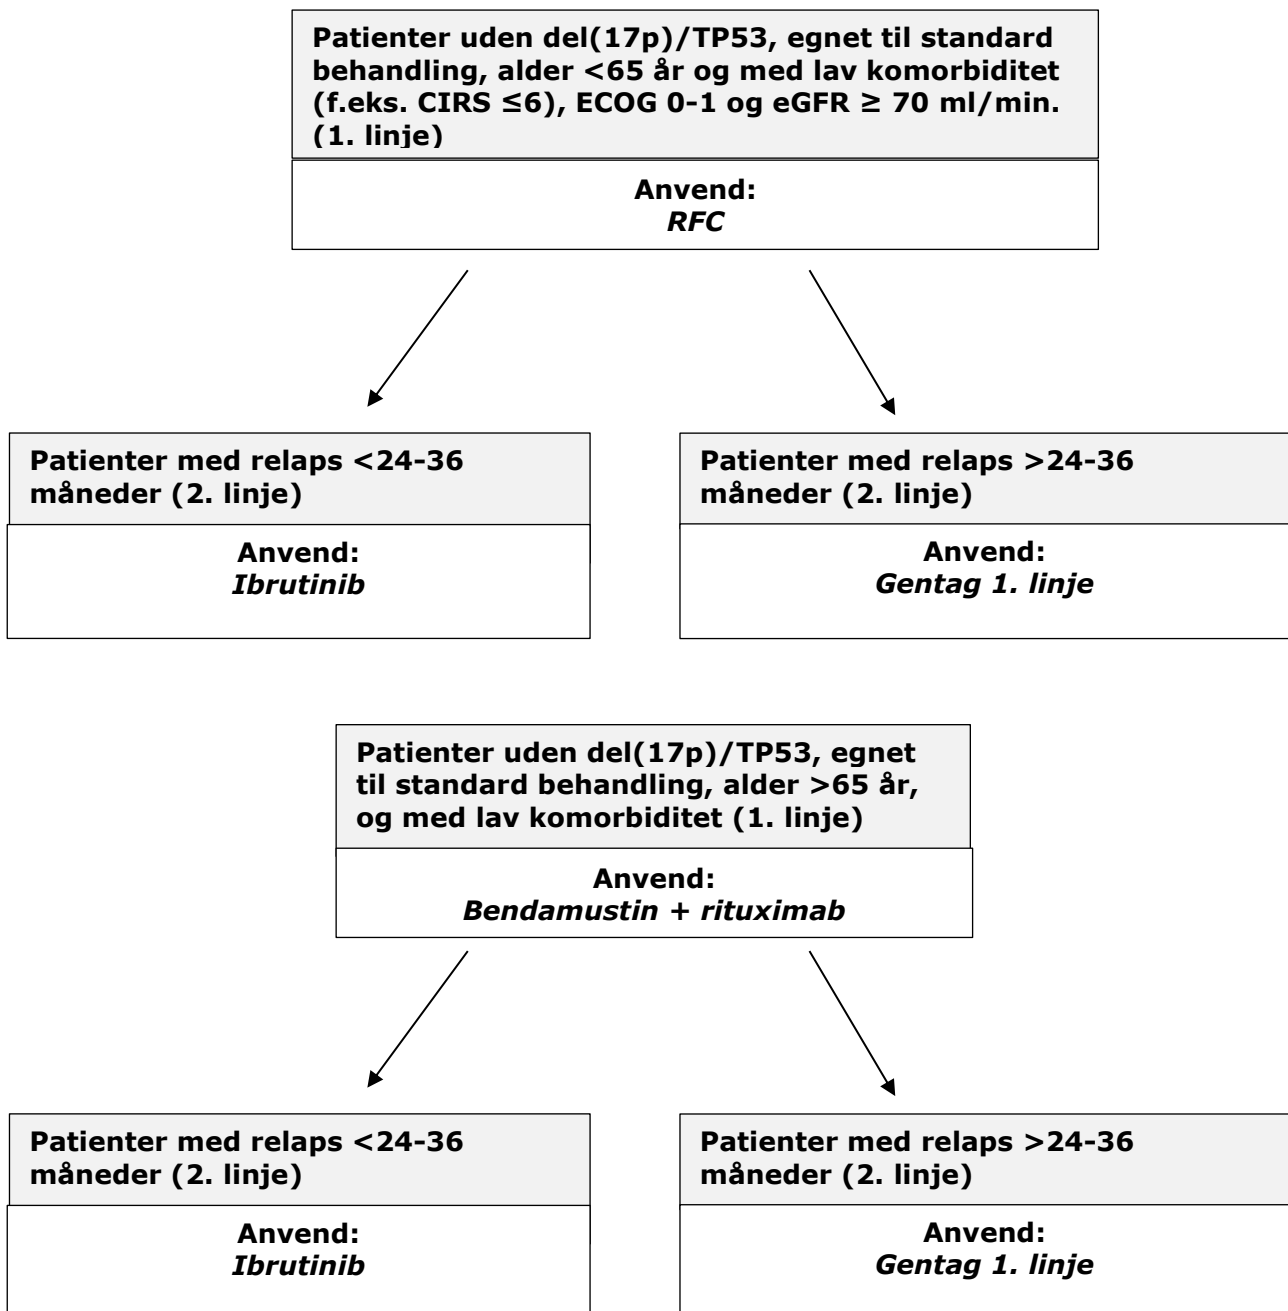 Patienter uden del(17p)/TP53, egnet til standard
behandling, alder <65 år og med lav komorbiditet
(f.eks. CIRS ≤6), ECOG 0-1 og eGFR ≥ 70 ml/min.
(1. linje)
Anvend:
RFC
Patienter med relaps <24-36
måneder (2. linje)
Anvend:
Ibrutinib
Patienter med relaps >24-36
måneder (2. linje)
Anvend:
Gentag 1. linje
Patienter uden del(17p)/TP53, egnet
til standard behandling, alder >65 år,
og med lav komorbiditet (1. linje)
Anvend:
Bendamustin + rituximab
Patienter med relaps <24-36
måneder (2. linje)
Anvend:
Ibrutinib
Patienter med relaps >24-36
måneder (2. linje)
Anvend:
Gentag 1. linje